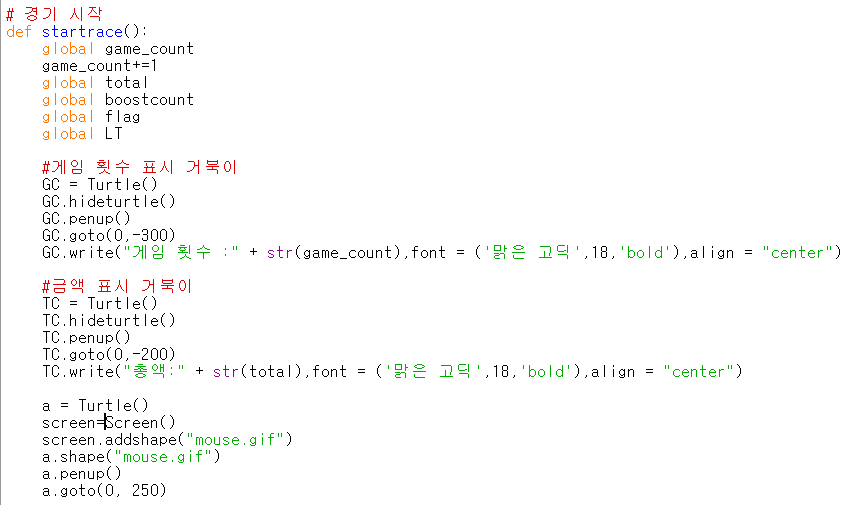 # 경기 시작
def startrace():
    global game_count
    game_count+=1
    global total
    global boostcount
    global flag
    global LT
    #게임 횟수 표시 거북이
    GC = Turtle()
    GC.hideturtle()
    GC.penup()
    GC.goto(0,-300)
    GC.write("게임 횟수 :" + str(game_count),font = ('맑은 고딕',18,'bold'),align = "center")
    #금액 표시 거북이
    TC = Turtle()
    TC.hideturtle()
    TC.penup()
    TC.goto(0,-200)
    TC.write("총액:" + str(total),font = ('맑은 고딕',18,'bold'),align = "center")
    a = Turtle()
    screen=Screen()
    screen.addshape("mouse.gif")
    a.shape("mouse.gif")
    a.penup()
    a.goto(0, 250)